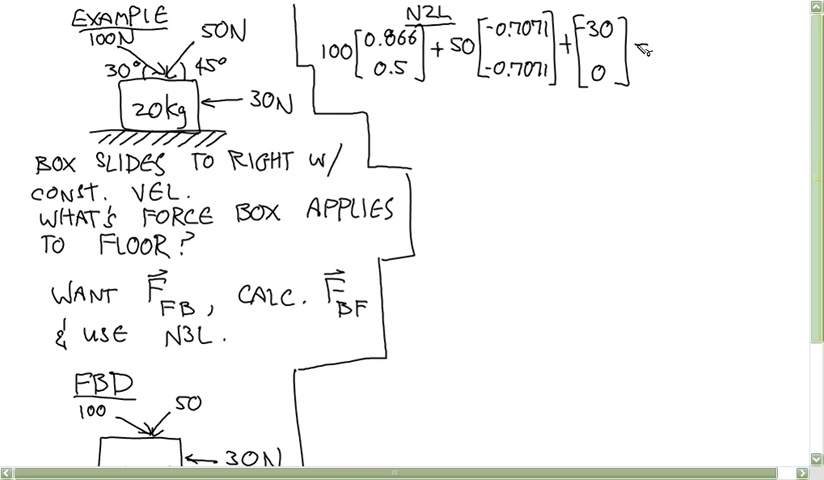 EXAMPLE
100N 50N
30° 45°
20kg 30N
BOX SLIDES TO RIGHT W/
CONST. VEL.
WHAT'S FORCE BOX APPLIES
TO FLOOR?
WANT F⃗FB, CALC. F⃗BF
& USE N3L.
FBD
100 50
30N
N2L
100 [0.866 0.5] + 50 [-0.7071 -0.7071] + [-30 0]